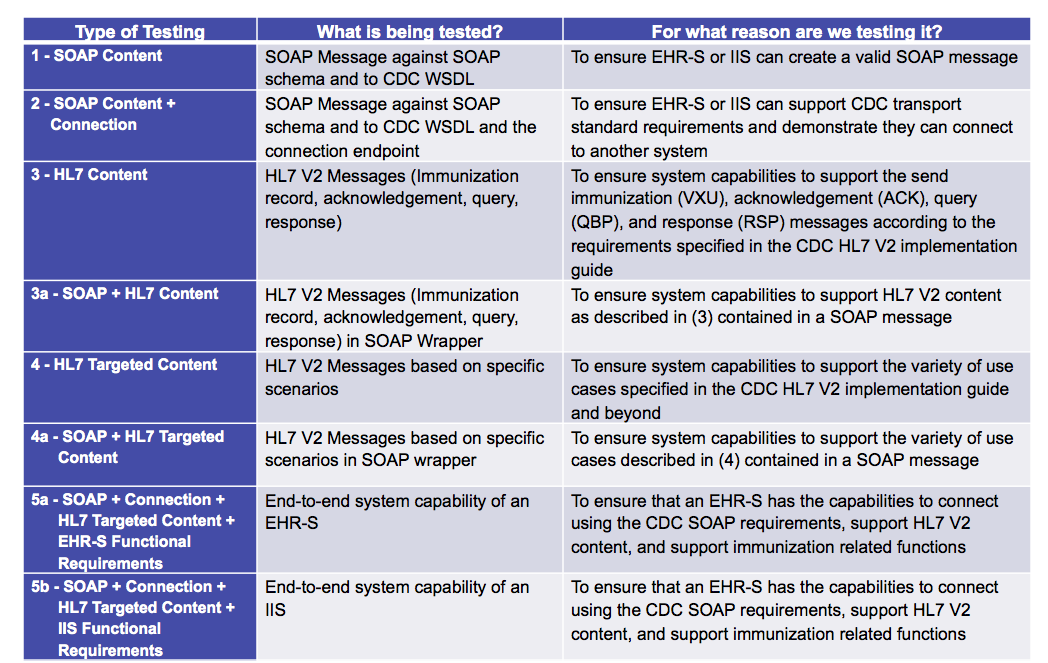 Type of Testing
What is being tested?
For what reason are we testing it?
1 - SOAP Content
SOAP Message against SOAP
schema and to CDC WSDL
To ensure EHR-S or IIS can create a valid SOAP message
2 - SOAP Content +
Connection
SOAP Message against SOAP
schema and to CDC WSDL and the
connection endpoint
To ensure EHR-S or IIS can support CDC transport
standard requirements and demonstrate they can connect
to another system
3 - HL7 Content
HL7 V2 Messages (Immunization
record, acknowledgement, query,
response)
To ensure system capabilities to support the send
immunization (VXU), acknowledgement (ACK), query
(QBP), and response (RSP) messages according to the
requirements specified in the CDC HL7 V2 implementation
guide
3a - SOAP + HL7 Content
HL7 V2 Messages (Immunization
record, acknowledgement, query,
response) in SOAP Wrapper
To ensure system capabilities to support HL7 V2 content
as described in (3) contained in a SOAP message
4 - HL7 Targeted Content
HL7 V2 Messages based on specific
scenarios
To ensure system capabilities to support the variety of use
cases specified in the CDC HL7 V2 implementation guide
and beyond
4a - SOAP + HL7 Targeted
Content
HL7 V2 Messages based on specific
scenarios in SOAP wrapper
To ensure system capabilities to support the variety of use
cases described in (4) contained in a SOAP message
5a - SOAP + Connection +
HL7 Targeted Content +
EHR-S Functional
Requirements
End-to-end system capability of an
EHR-S
To ensure that an EHR-S has the capabilities to connect
using the CDC SOAP requirements, support HL7 V2
content, and support immunization related functions
5b - SOAP + Connection +
HL7 Targeted Content +
IIS Functional
Requirements
End-to-end system capability of an
IIS
To ensure that an EHR-S has the capabilities to connect
using the CDC SOAP requirements, support HL7 V2
content, and support immunization related functions